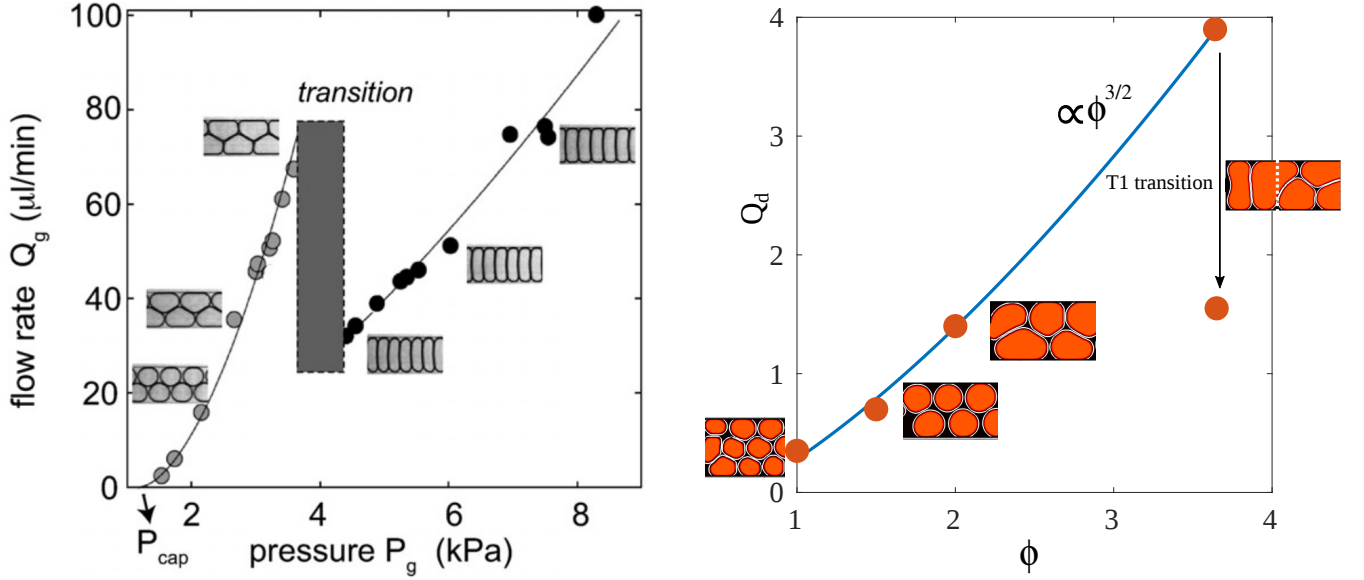 100
80
60
40
20
0
flow rate Q_g (μl/min)
transition
2
4
6
8
P_cap
pressure P_g (kPa)
4
3
2
1
0
Q_d
∝ϕ^3/2
T1 transition
1
2
3
4
ϕ